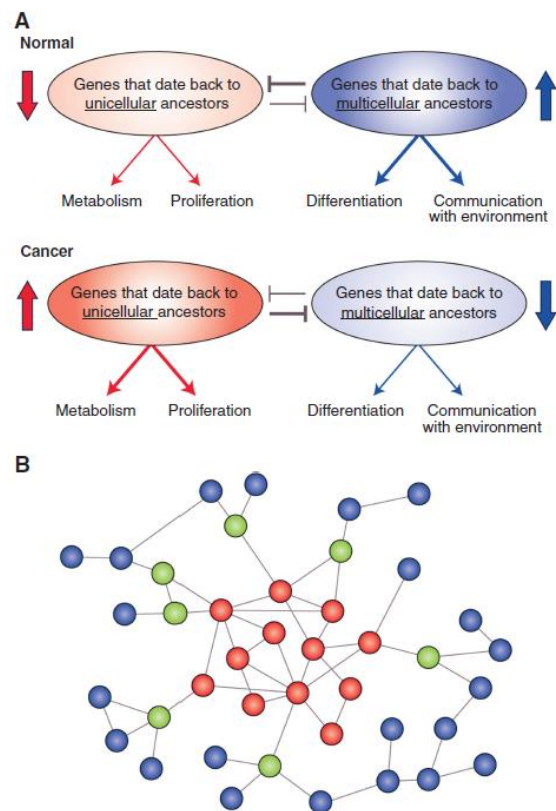 A
Normal
Genes that date back to
unicellular ancestors
Genes that date back to
multicellular ancestors
Metabolism
Proliferation
Differentiation
Communication
with environment
Cancer
Genes that date back to
unicellular ancestors
Genes that date back to
multicellular ancestors
Metabolism
Proliferation
Differentiation
Communication
with environment
B